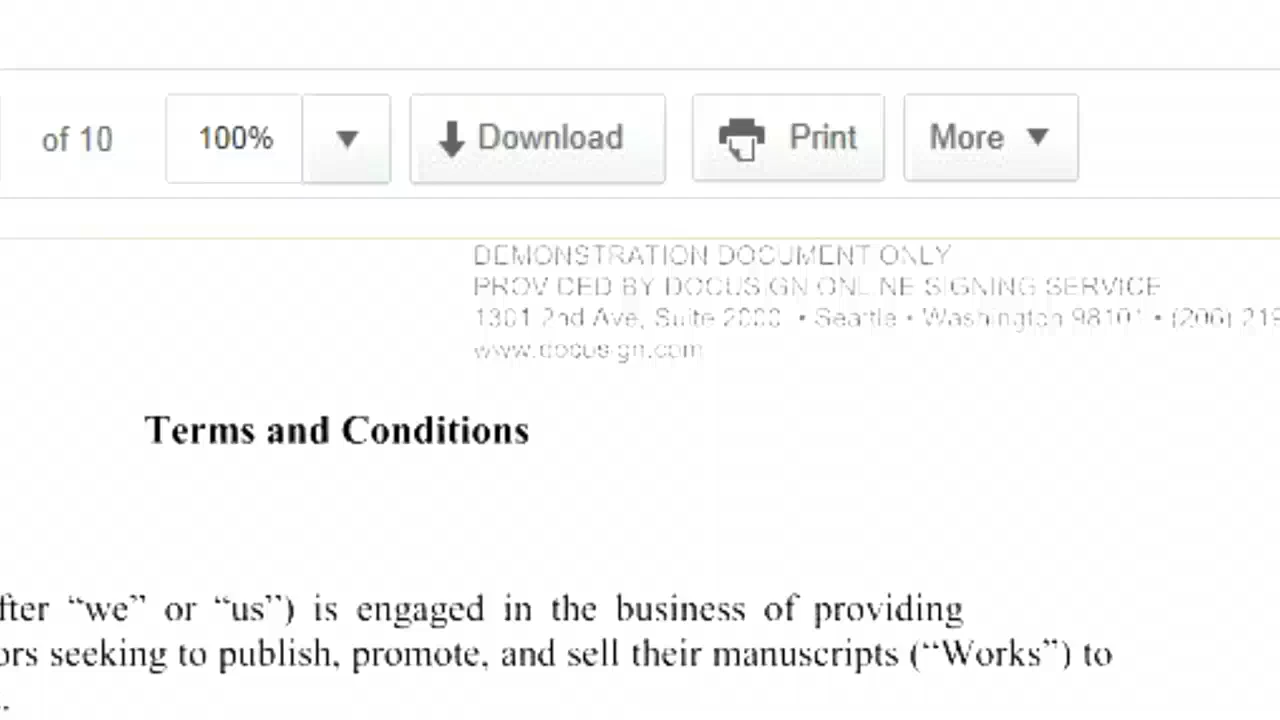 of 10 100% Download Print More
DEMONSTRATION DOCUMENT ONLY
PROVIDED BY DOCUSIGN ONLINE SIGNING SERVICE
1301 2nd Ave, Suite 2000 • Seattle • Washington 98101 • (206) 219
www.docusign.com
Terms and Conditions
fter “we” or “us”) is engaged in the business of providing
ors seeking to publish, promote, and sell their manuscripts (“Works”) to